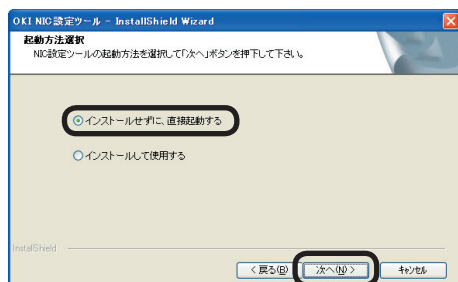 OKI NIC設定ツール - InstallShield Wizard
起動方法選択
NIC設定ツールの起動方法を選択して「次へ」ボタンを押下して下さい。
インストールせずに、直接起動する
インストールして使用する
InstallShield
< 戻る(B)
次へ(N) >
キャンセル